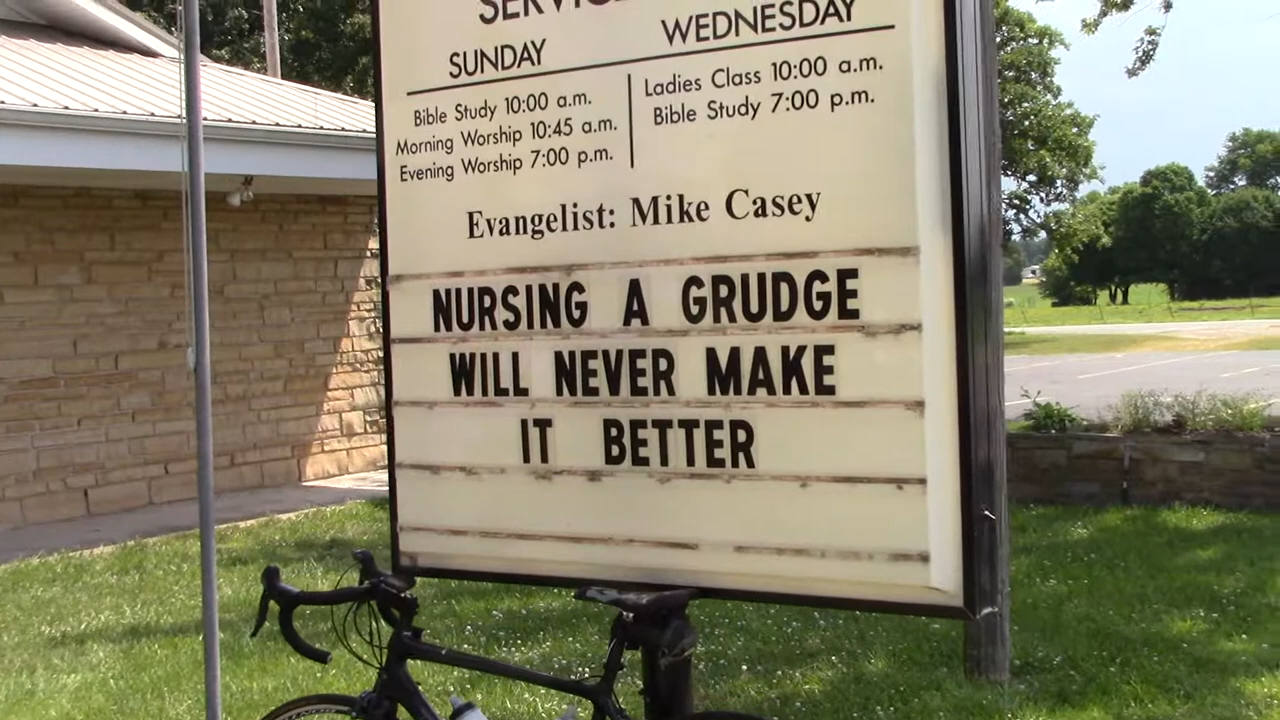 SUNDAY
WEDNESDAY
Bible Study 10:00 a.m.
Morning Worship 10:45 a.m.
Evening Worship 7:00 p.m.
Ladies Class 10:00 a.m.
Bible Study 7:00 p.m.
Evangelist: Mike Casey
NURSING A GRUDGE
WILL NEVER MAKE
IT BETTER